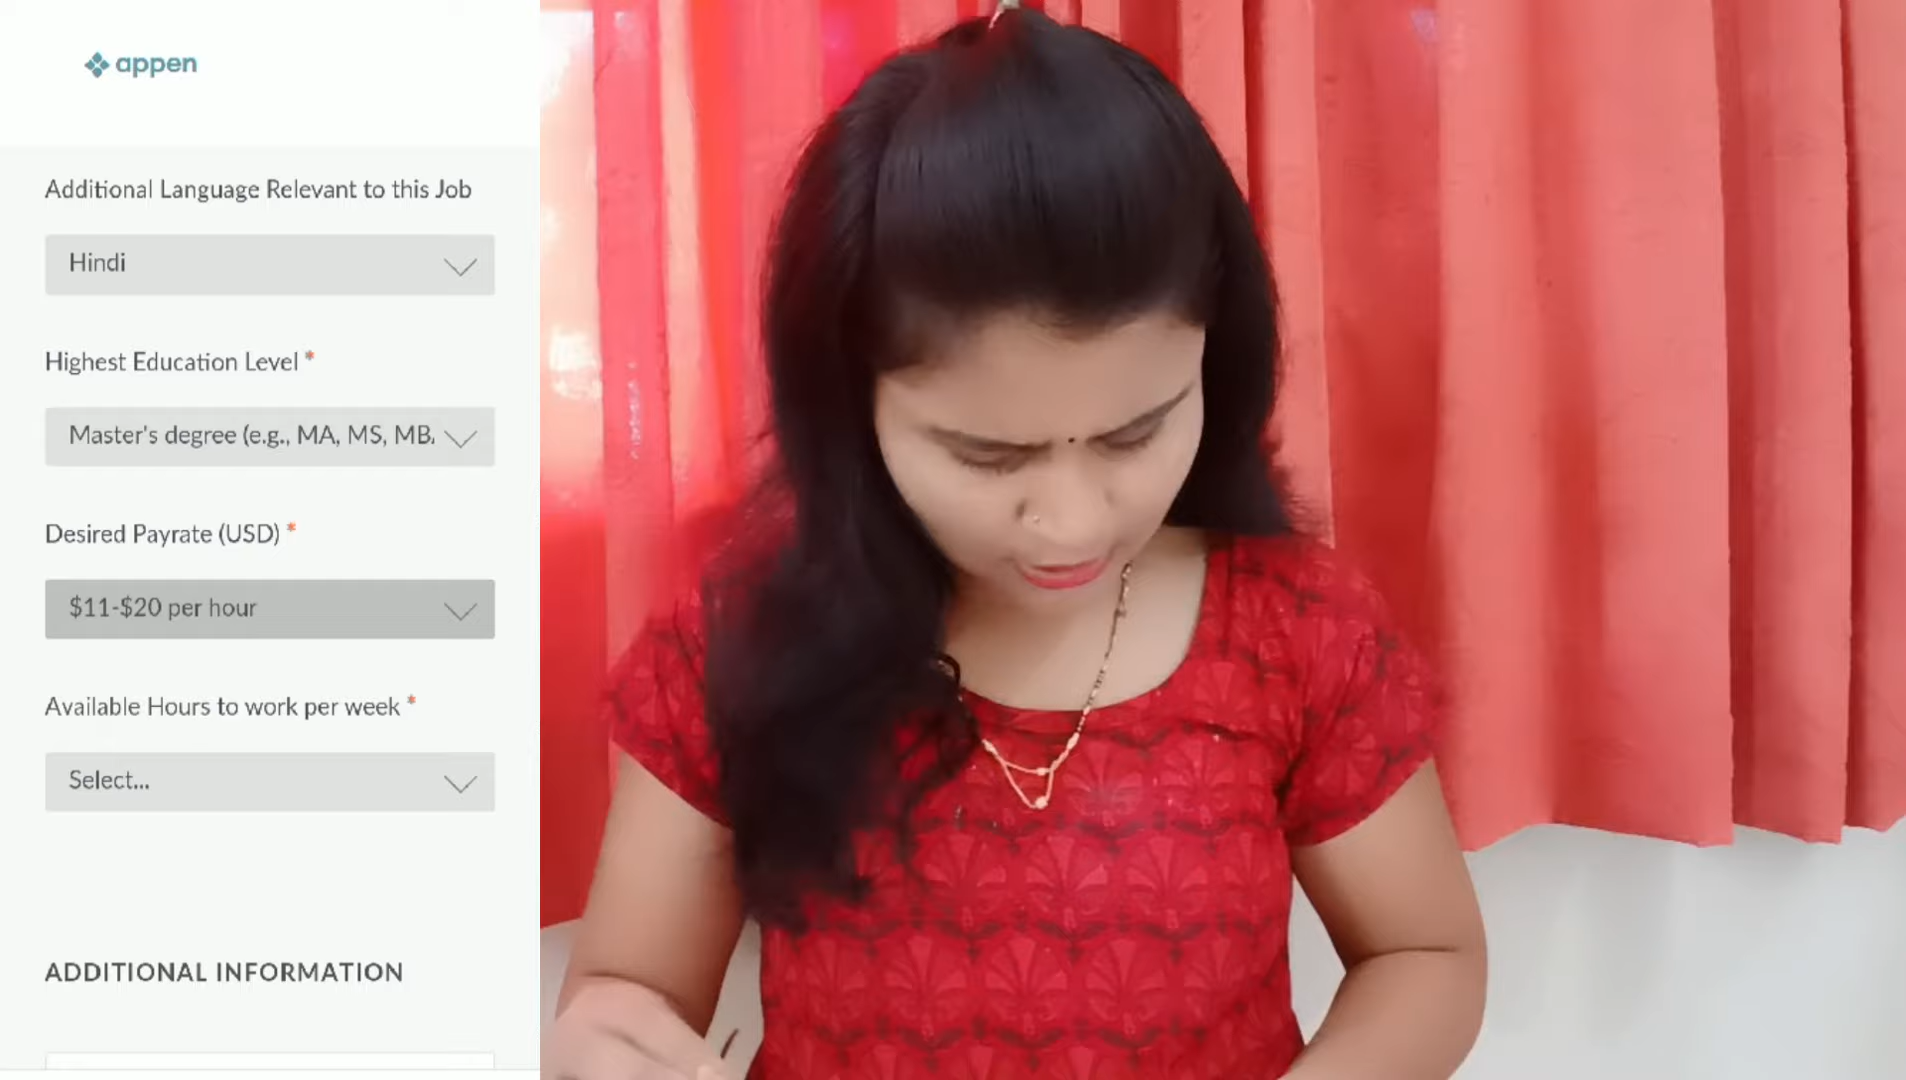 appen
Additional Language Relevant to this Job
Hindi
Highest Education Level *
Master's degree (e.g., MA, MS, MB,
Desired Payrate (USD) *
$11-$20 per hour
Available Hours to work per week *
Select...
ADDITIONAL INFORMATION